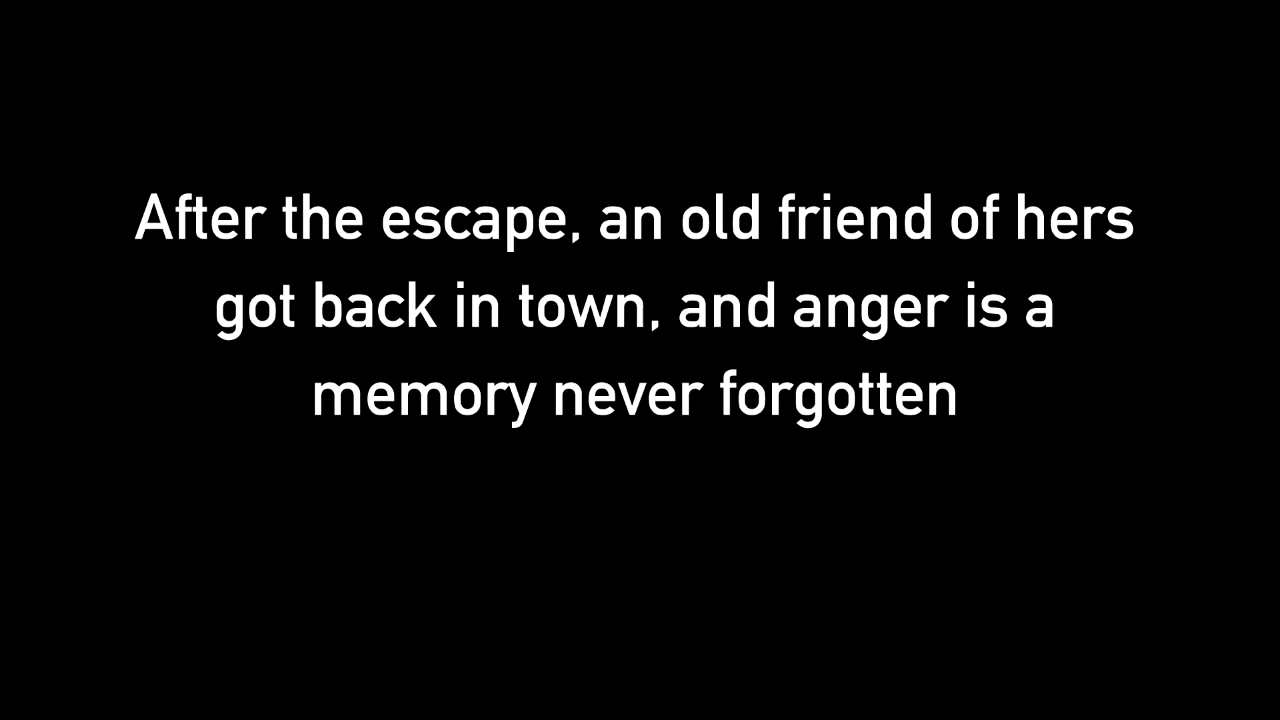 After the escape, an old friend of hers
got back in town, and anger is a
memory never forgotten